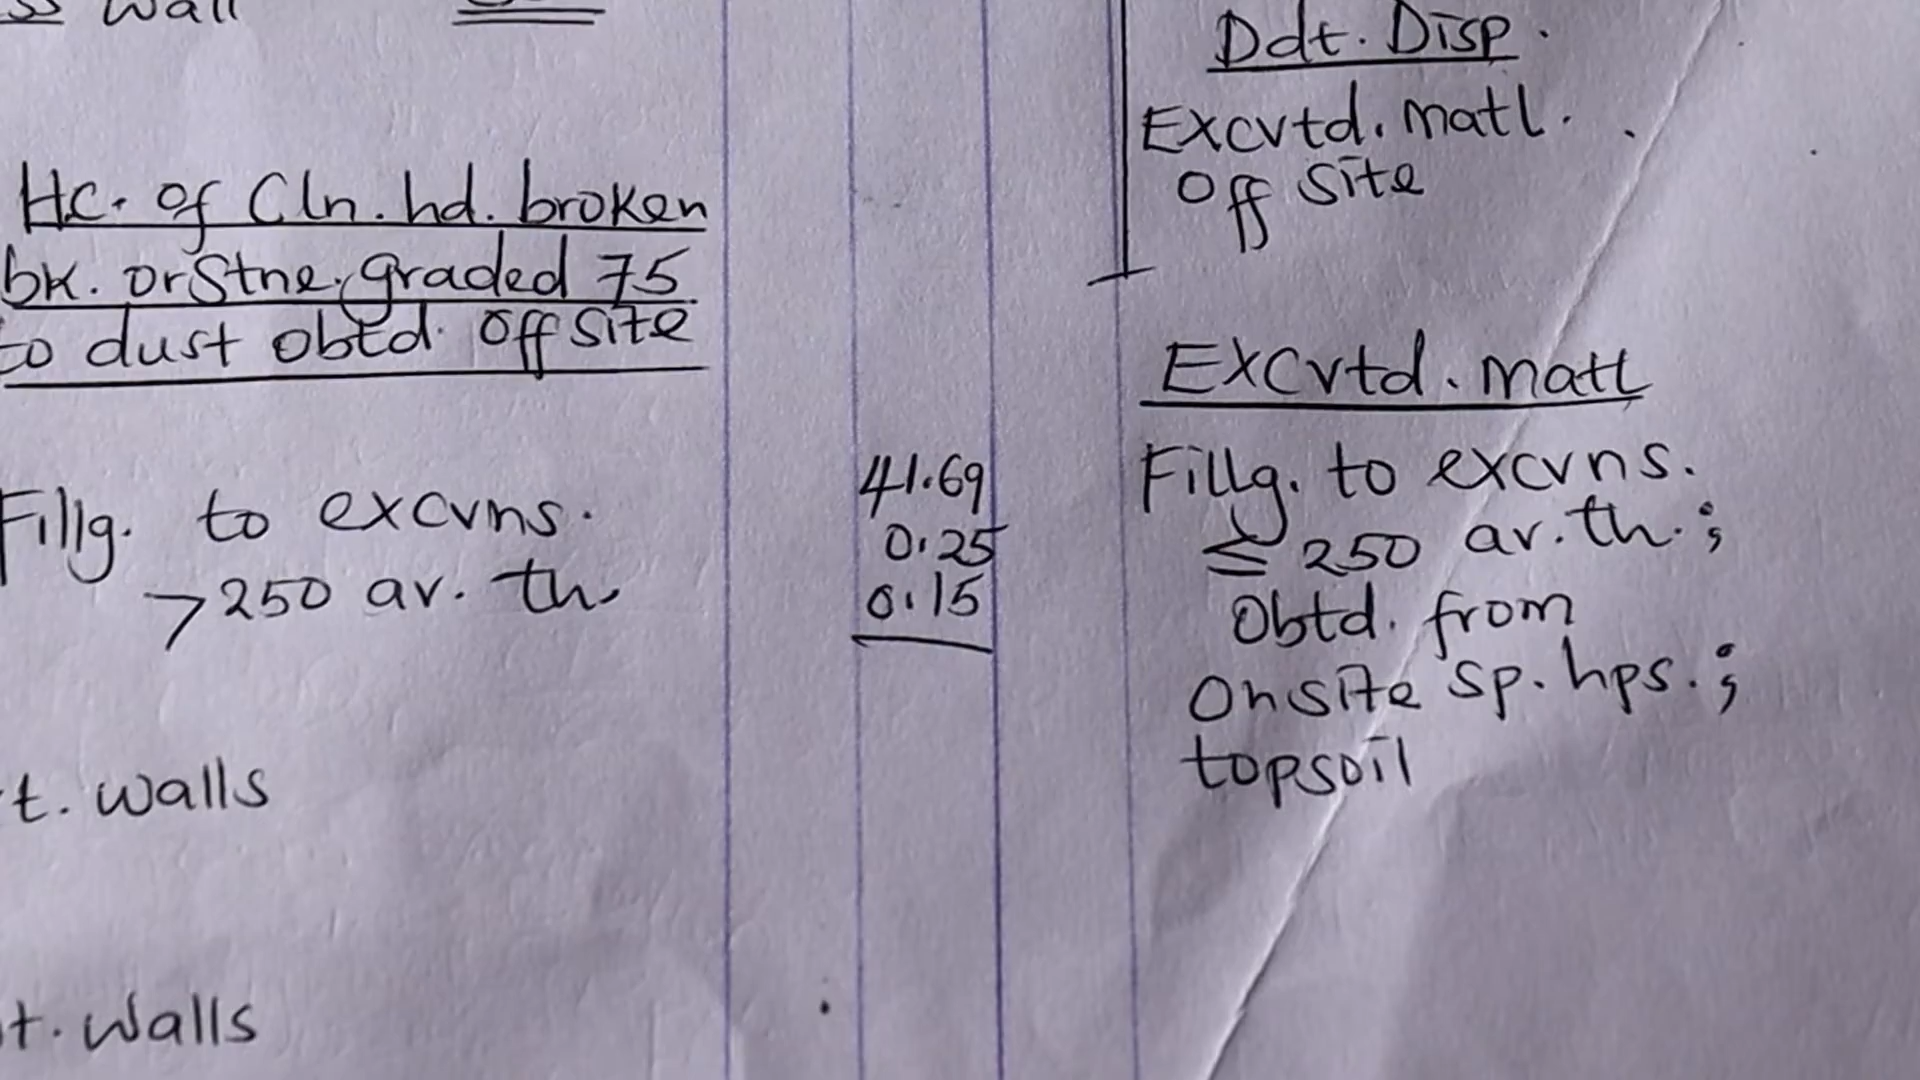 wall
Hc. of Cln. hd. broken
bk. or Stne. graded 75
to dust obtd. off site
Fillg. to excvns.
>250 av. th.
t. walls
t. walls
41.69
0.25
0.15
Ddt. Disp.
Excvtd. matl.
off site
Excvtd. matl
Fillg. to excvns.
≤ 250 av. th.;
Obtd. from
onsite sp. hps.;
topsoil